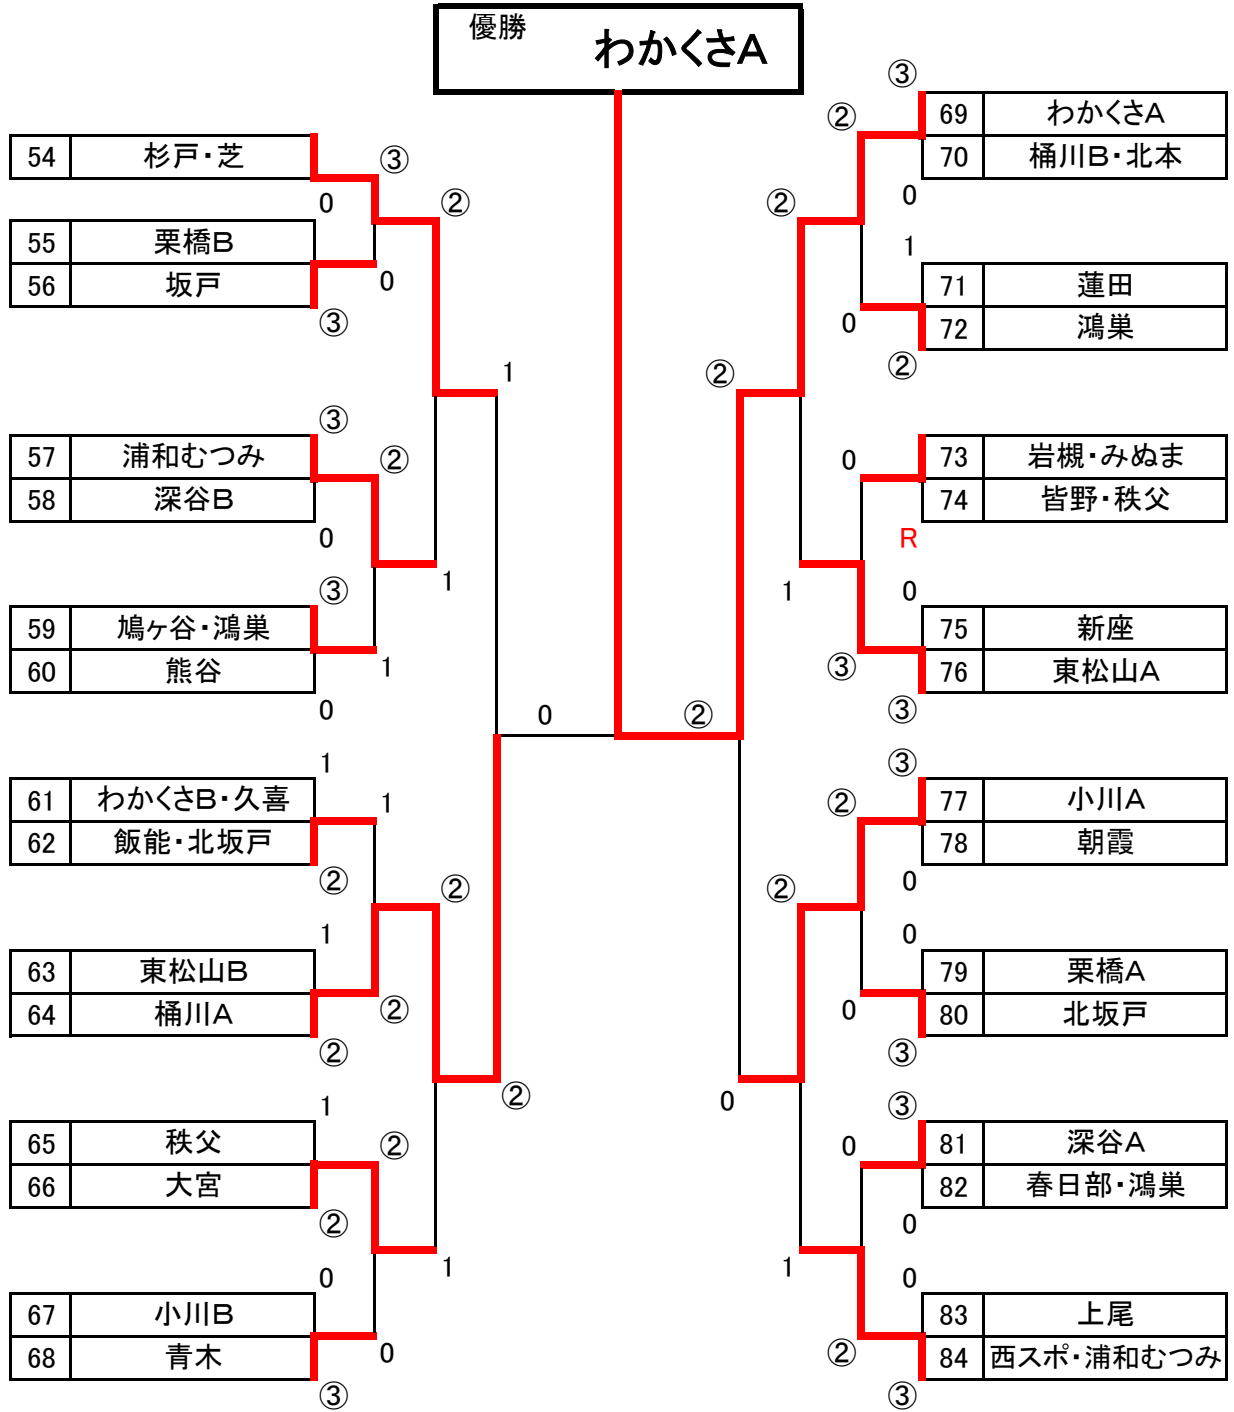 優勝
わかくさA
54 杉戸・芝
③
0
②
55 栗橋B
56 坂戸
0
③
1
③
57 浦和むつみ
②
58 深谷B
0
③
1
59 鳩ヶ谷・鴻巣
60 熊谷
1
0
0
1
61 わかくさB・久喜
1
62 飯能・北坂戸
②
②
1
63 東松山B
64 桶川A
②
②
②
1
65 秩父
②
66 大宮
②
0
1
67 小川B
68 青木
0
③
③
②
69 わかくさA
70 桶川B・北本
0
②
1
71 蓮田
72 鴻巣
0
②
②
0
73 岩槻・みぬま
74 皆野・秩父
R
0
1
75 新座
76 東松山A
③
③
②
③
②
77 小川A
78 朝霞
0
②
0
79 栗橋A
80 北坂戸
0
③
0
③
0
81 深谷A
82 春日部・鴻巣
0
0
1
83 上尾
84 西スポ・浦和むつみ
②
③